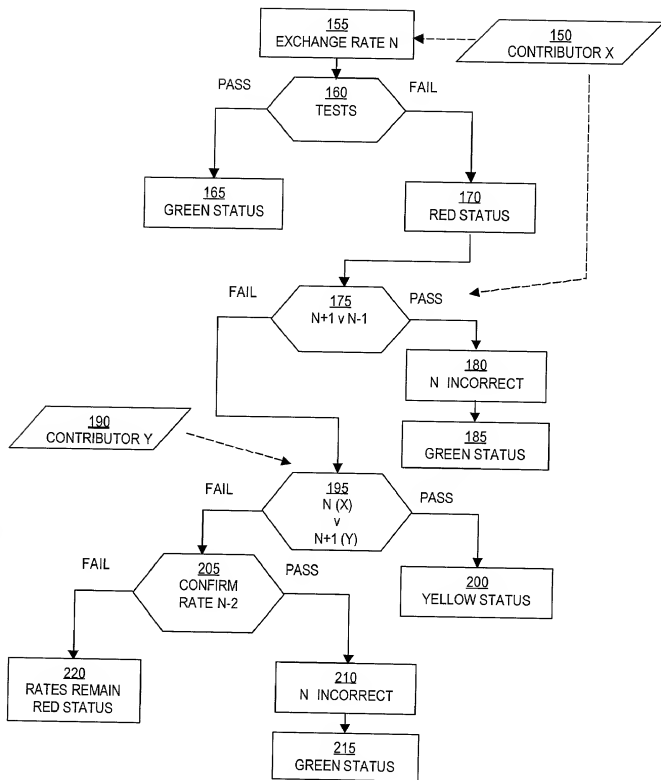 155
EXCHANGE RATE N
150
CONTRIBUTOR X
PASS
160
TESTS
FAIL
165
GREEN STATUS
170
RED STATUS
FAIL
175
N+1 v N-1
PASS
180
N INCORRECT
190
CONTRIBUTOR Y
185
GREEN STATUS
FAIL
195
N (X)
v
N+1 (Y)
PASS
FAIL
205
CONFIRM
RATE N-2
PASS
200
YELLOW STATUS
220
RATES REMAIN
RED STATUS
210
N INCORRECT
215
GREEN STATUS